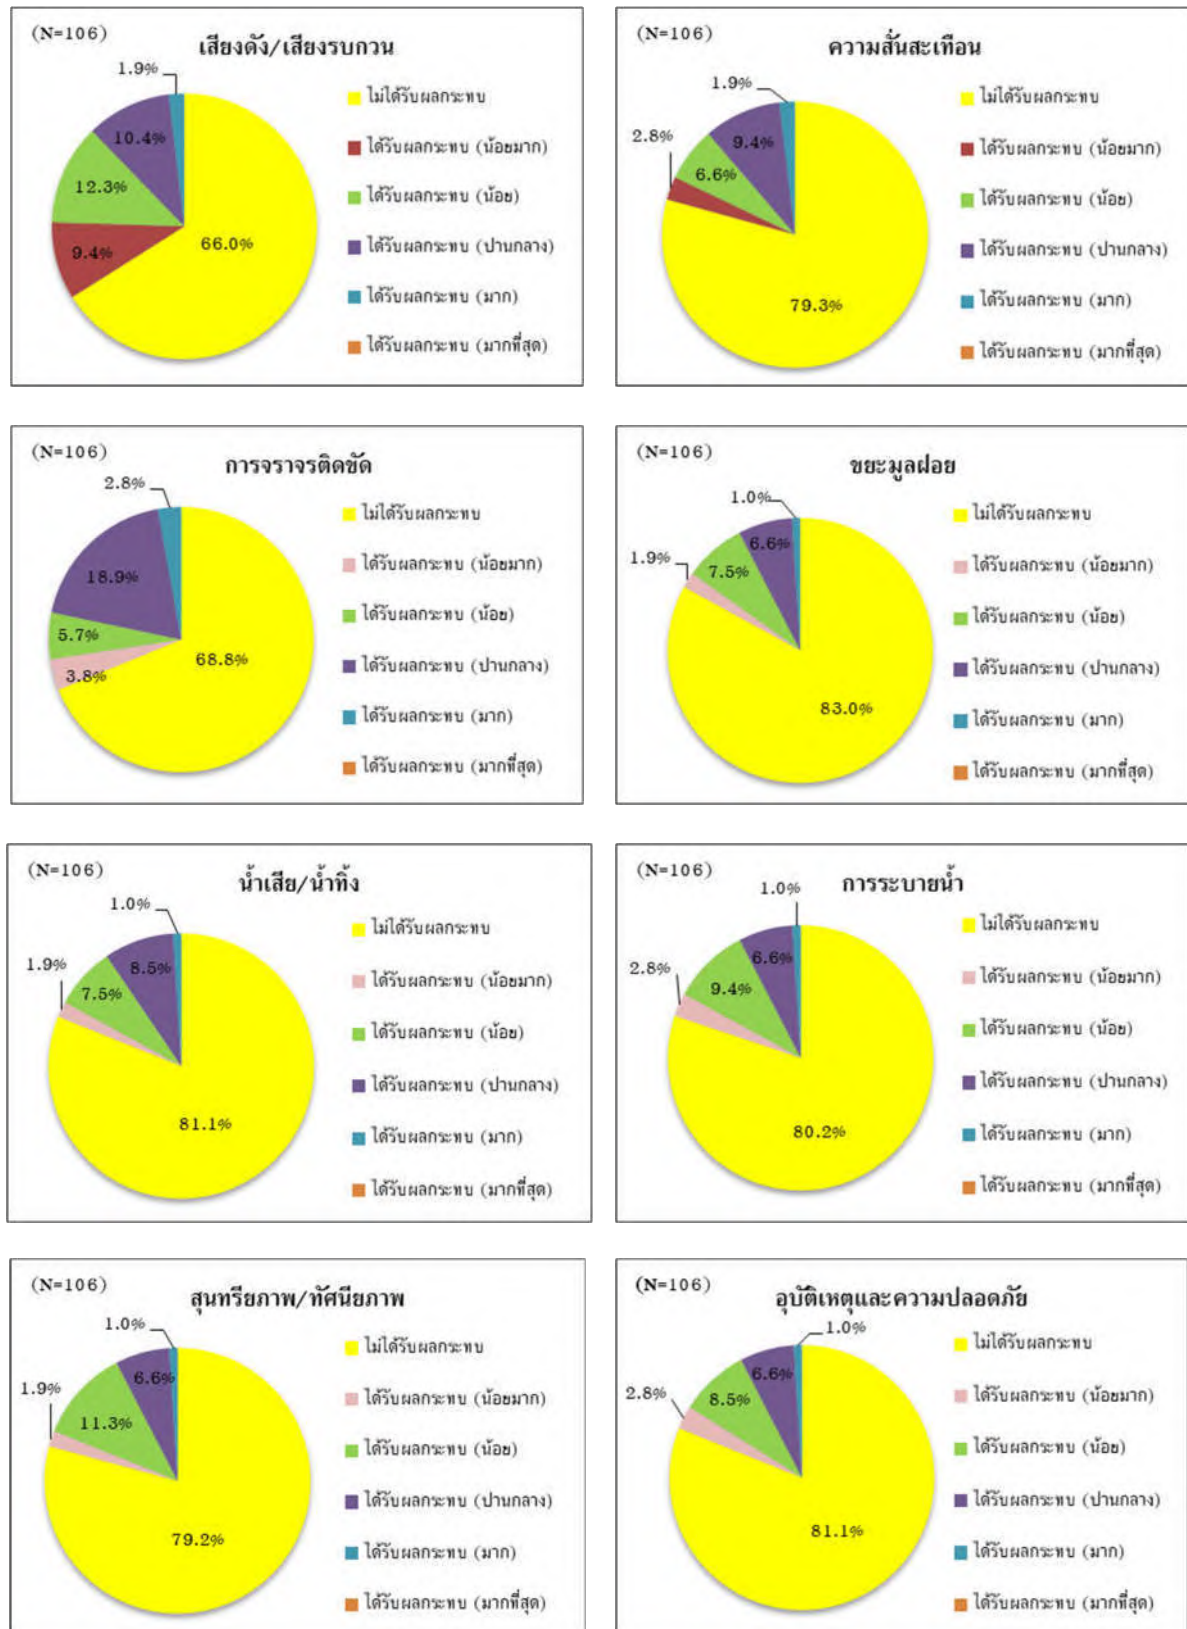 (N=106)
เสียงดัง/เสียงรบกวน
1.9%
10.4%
12.3%
9.4%
66.0%
ไม่ได้รับผลกระทบ
ได้รับผลกระทบ (น้อยมาก)
ได้รับผลกระทบ (น้อย)
ได้รับผลกระทบ (ปานกลาง)
ได้รับผลกระทบ (มาก)
ได้รับผลกระทบ (มากที่สุด)
(N=106)
ความสั่นสะเทือน
1.9%
2.8%
9.4%
6.6%
79.3%
ไม่ได้รับผลกระทบ
ได้รับผลกระทบ (น้อยมาก)
ได้รับผลกระทบ (น้อย)
ได้รับผลกระทบ (ปานกลาง)
ได้รับผลกระทบ (มาก)
ได้รับผลกระทบ (มากที่สุด)
(N=106)
การจราจรติดขัด
2.8%
18.9%
5.7%
3.8%
68.8%
ไม่ได้รับผลกระทบ
ได้รับผลกระทบ (น้อยมาก)
ได้รับผลกระทบ (น้อย)
ได้รับผลกระทบ (ปานกลาง)
ได้รับผลกระทบ (มาก)
ได้รับผลกระทบ (มากที่สุด)
(N=106)
ขยะมูลฝอย
1.0%
1.9%
6.6%
7.5%
83.0%
ไม่ได้รับผลกระทบ
ได้รับผลกระทบ (น้อยมาก)
ได้รับผลกระทบ (น้อย)
ได้รับผลกระทบ (ปานกลาง)
ได้รับผลกระทบ (มาก)
ได้รับผลกระทบ (มากที่สุด)
(N=106)
น้ำเสีย/น้ำทิ้ง
1.0%
1.9%
8.5%
7.5%
81.1%
ไม่ได้รับผลกระทบ
ได้รับผลกระทบ (น้อยมาก)
ได้รับผลกระทบ (น้อย)
ได้รับผลกระทบ (ปานกลาง)
ได้รับผลกระทบ (มาก)
ได้รับผลกระทบ (มากที่สุด)
(N=106)
การระบายน้ำ
1.0%
2.8%
6.6%
9.4%
80.2%
ไม่ได้รับผลกระทบ
ได้รับผลกระทบ (น้อยมาก)
ได้รับผลกระทบ (น้อย)
ได้รับผลกระทบ (ปานกลาง)
ได้รับผลกระทบ (มาก)
ได้รับผลกระทบ (มากที่สุด)
(N=106)
สุนทรียภาพ/ทัศนียภาพ
1.0%
1.9%
6.6%
11.3%
79.2%
ไม่ได้รับผลกระทบ
ได้รับผลกระทบ (น้อยมาก)
ได้รับผลกระทบ (น้อย)
ได้รับผลกระทบ (ปานกลาง)
ได้รับผลกระทบ (มาก)
ได้รับผลกระทบ (มากที่สุด)
(N=106)
อุบัติเหตุและความปลอดภัย
1.0%
2.8%
6.6%
8.5%
81.1%
ไม่ได้รับผลกระทบ
ได้รับผลกระทบ (น้อยมาก)
ได้รับผลกระทบ (น้อย)
ได้รับผลกระทบ (ปานกลาง)
ได้รับผลกระทบ (มาก)
ได้รับผลกระทบ (มากที่สุด)